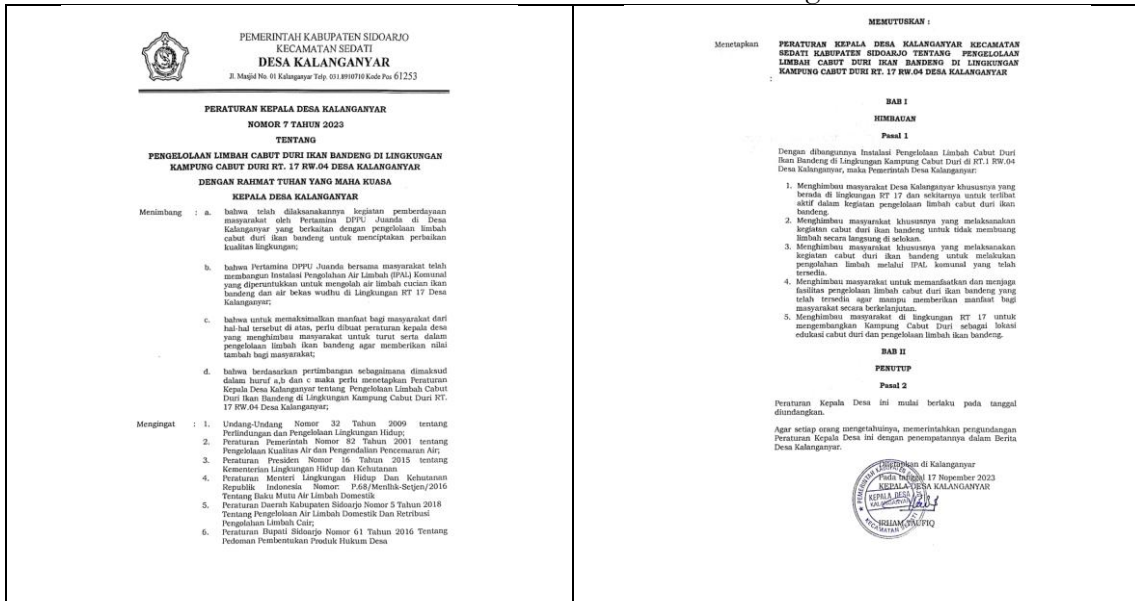 PEMERINTAH KABUPATEN SIDOARJO
KECAMATAN SEDATI
DESA KALANGANYAR
Jl. Masjid No. 01 Kalanganyar Telp. 031.8910710 Kode Pos 61253
PERATURAN KEPALA DESA KALANGANYAR
NOMOR 7 TAHUN 2023
TENTANG
PENGELOLAAN LIMBAH CABUT DURI IKAN BANDENG DI LINGKUNGAN
KAMPUNG CABUT DURI RT. 17 RW.04 DESA KALANGANYAR
DENGAN RAHMAT TUHAN YANG MAHA KUASA
KEPALA DESA KALANGANYAR
Menimbang : a. bahwa telah dilaksanakannya kegiatan pemberdayaan
masyarakat oleh Pertamina DPPU Juanda di Desa
Kalanganyar yang berkaitan dengan pengelolaan limbah
cabut duri ikan bandeng untuk menciptakan perbaikan
kualitas lingkungan;
b. bahwa Pertamina DPPU Juanda bersama masyarakat telah
membangun Instalasi Pengolahan Air Limbah (IPAL) Komunal
yang diperuntukkan untuk mengolah air limbah cucian ikan
bandeng dan air bekas wudhu di Lingkungan RT 17 Desa
Kalanganyar;
c. bahwa untuk memaksimalkan manfaat bagi masyarakat dari
hal-hal tersebut di atas, perlu dibuat peraturan kepala desa
yang menghimbau masyarakat untuk turut serta dalam
pengelolaan limbah ikan bandeng agar memberikan nilai
tambah bagi masyarakat;
d. bahwa berdasarkan pertimbangan sebagaimana dimaksud
dalam huruf a,b dan c maka perlu menetapkan Peraturan
Kepala Desa Kalanganyar tentang Pengelolaan Limbah Cabut
Duri Ikan Bandeng di Lingkungan Kampung Cabut Duri RT.
17 RW.04 Desa Kalanganyar;
Mengingat : 1. Undang-Undang Nomor 32 Tahun 2009 tentang
Perlindungan dan Pengelolaan Lingkungan Hidup;
2. Peraturan Pemerintah Nomor 82 Tahun 2001 tentang
Pengelolaan Kualitas Air dan Pengendalian Pencemaran Air;
3. Peraturan Presiden Nomor 16 Tahun 2015 tentang
Kementerian Lingkungan Hidup dan Kehutanan
4. Peraturan Menteri Lingkungan Hidup Dan Kehutanan
Republik Indonesia Nomor: P.68/Menlhk-Setjen/2016
Tentang Baku Mutu Air Limbah Domestik
5. Peraturan Daerah Kabupaten Sidoarjo Nomor 5 Tahun 2018
Tentang Pengelolaan Air Limbah Domestik Dan Retribusi
Pengolahan Limbah Cair;
6. Peraturan Bupati Sidoarjo Nomor 61 Tahun 2016 Tentang
Pedoman Pembentukan Produk Hukum Desa
MEMUTUSKAN :
Menetapkan PERATURAN KEPALA DESA KALANGANYAR KECAMATAN
SEDATI KABUPATEN SIDOARJO TENTANG PENGELOLAAN
LIMBAH CABUT DURI IKAN BANDENG DI LINGKUNGAN
KAMPUNG CABUT DURI RT. 17 RW.04 DESA KALANGANYAR
:
BAB I
HIMBAUAN
Pasal 1
Dengan dibangunnya Instalasi Pengelolaan Limbah Cabut Duri
Ikan Bandeng di Lingkungan Kampung Cabut Duri di RT.1 RW.04
Desa Kalanganyar, maka Pemerintah Desa Kalanganyar:
1. Menghimbau masyarakat Desa Kalanganyar khususnya yang
berada di lingkungan RT 17 dan sekitarnya untuk terlibat
aktif dalam kegiatan pengelolaan limbah cabut duri ikan
bandeng.
2. Menghimbau masyarakat khususnya yang melaksanakan
kegiatan cabut duri ikan bandeng untuk tidak membuang
limbah secara langsung di selokan.
3. Menghimbau masyarakat khususnya yang melaksanakan
kegiatan cabut duri ikan bandeng untuk melakukan
pengolahan limbah melalui IPAL komunal yang telah
tersedia.
4. Menghimbau masyarakat untuk memanfaatkan dan menjaga
fasilitas pengelolaan limbah cabut duri ikan bandeng yang
telah tersedia agar mampu memberikan manfaat bagi
masyarakat secara berkelanjutan.
5. Menghimbau masyarakat di lingkungan RT 17 untuk
mengembangkan Kampung Cabut Duri sebagai lokasi
edukasi cabut duri dan pengelolaan limbah ikan bandeng.
BAB II
PENUTUP
Pasal 2
Peraturan Kepala Desa ini mulai berlaku pada tanggal
diundangkan.
Agar setiap orang mengetahuinya, memerintahkan pengundangan
Peraturan Kepala Desa ini dengan penempatannya dalam Berita
Desa Kalanganyar.
Ditetapkan di Kalanganyar
Pada tanggal 17 Nopember 2023
KEPALA DESA KALANGANYAR
KEPALA DESA
KALANGANYAR
IRHAM TAUFIQ